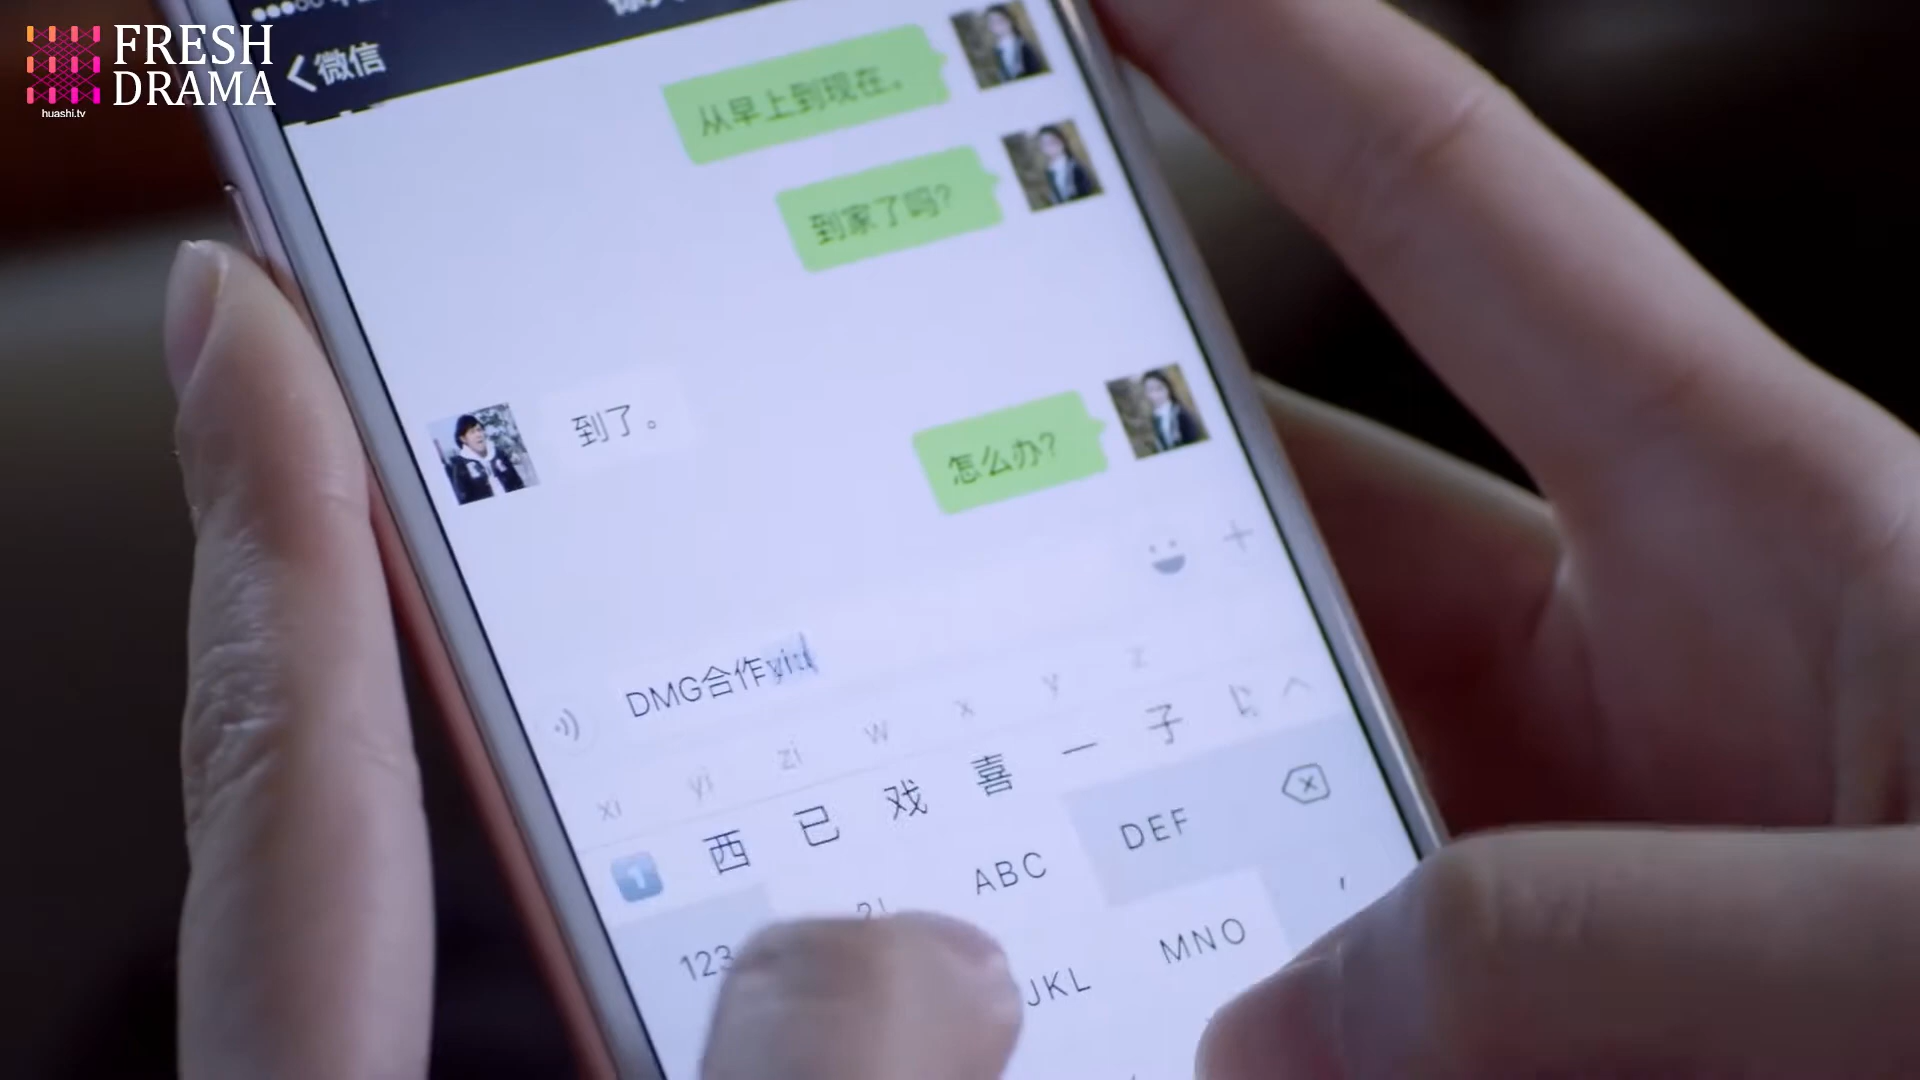 FRESH
DRAMA
huashi.tv
微信
从早上到现在。
到家了吗?
到了。
怎么办?
DMG合作
xi yi zi w x y z
西 已 戏 喜 一 子
ABC
DEF
123
JKL
MNO